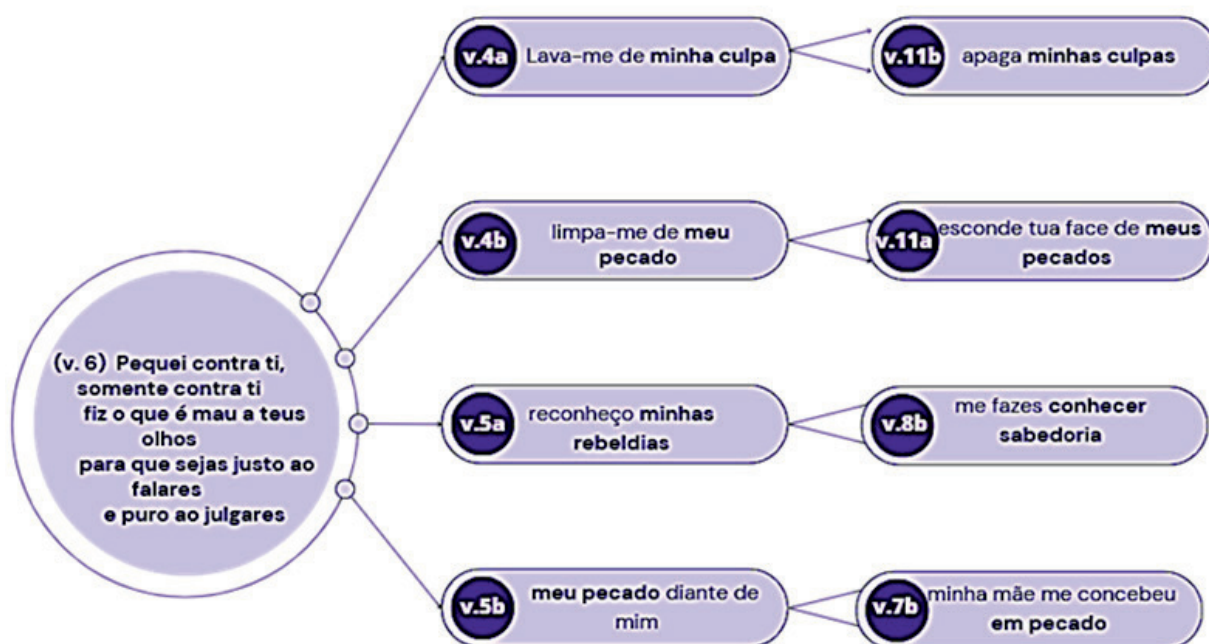 v.4a Lava-me de minha culpa
v.11b apaga minhas culpas
v.4b limpa-me de meu
pecado
v.11a esconde tua face de meus
pecados
(v. 6) Pequei contra ti,
somente contra ti
fiz o que é mau a teus
olhos
para que sejas justo ao
falares
e puro ao julgares
v.5a reconheço minhas
rebeldias
v.8b me fazes conhecer
sabedoria
v.5b meu pecado diante de
mim
v.7b minha mãe me concebeu
em pecado